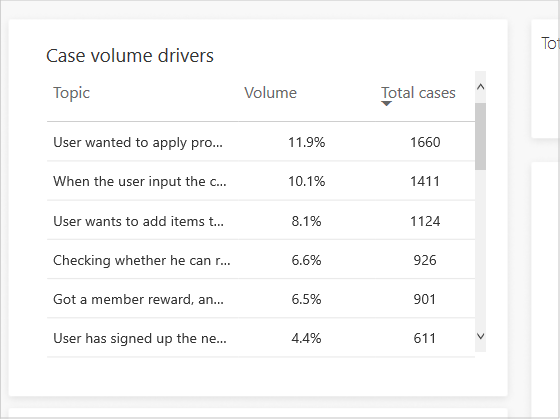 Case volume drivers
Topic Volume Total cases
User wanted to apply pro... 11.9% 1660
When the user input the c... 10.1% 1411
User wants to add items t... 8.1% 1124
Checking whether he can r... 6.6% 926
Got a member reward, an... 6.5% 901
User has signed up the ne... 4.4% 611